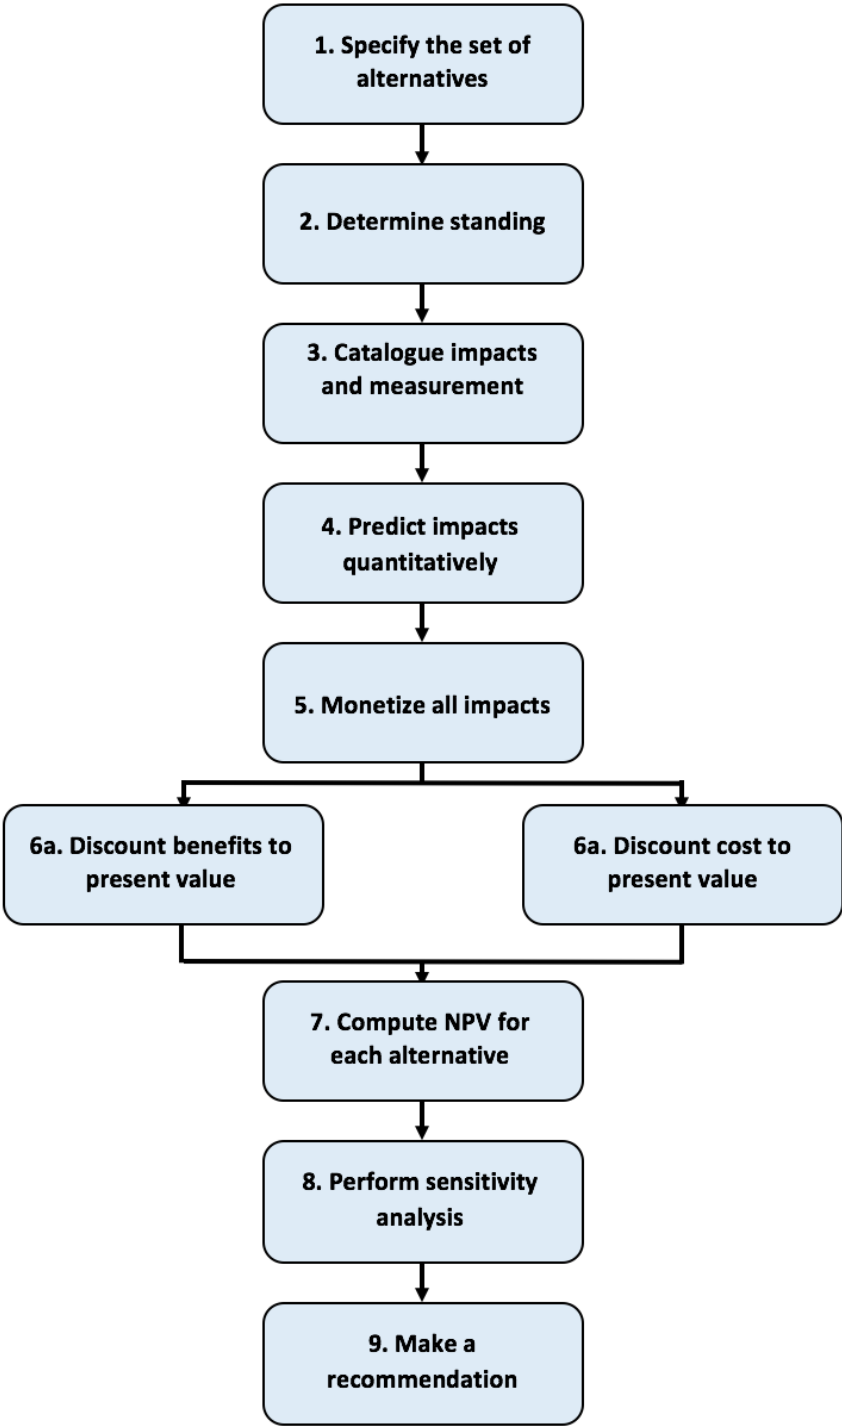 1. Specify the set of
alternatives
2. Determine standing
3. Catalogue impacts
and measurement
4. Predict impacts
quantitatively
5. Monetize all impacts
6a. Discount benefits to
present value
6a. Discount cost to
present value
7. Compute NPV for
each alternative
8. Perform sensitivity
analysis
9. Make a
recommendation